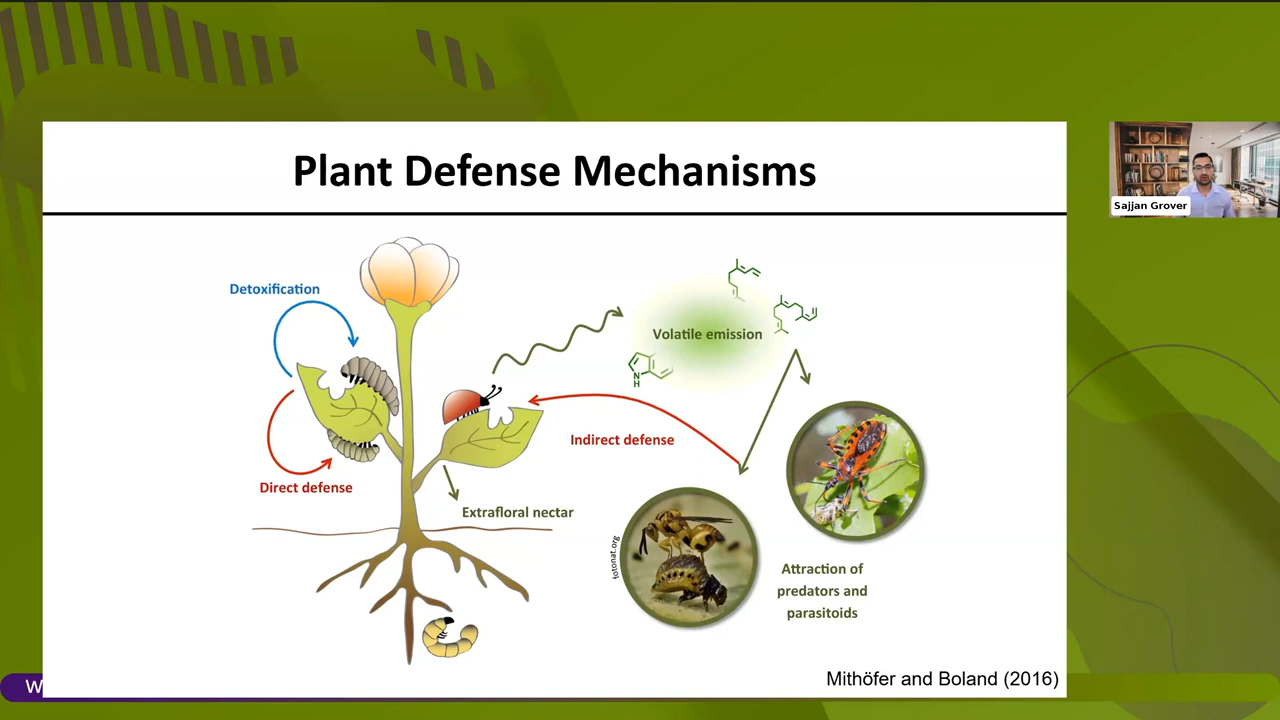 Plant Defense Mechanisms
Sajjan Grover
Detoxification
Volatile emission
N
H
Indirect defense
Direct defense
Extrafloral nectar
fotonat.org
Attraction of
predators and
parasitoids
Mithöfer and Boland (2016)
W